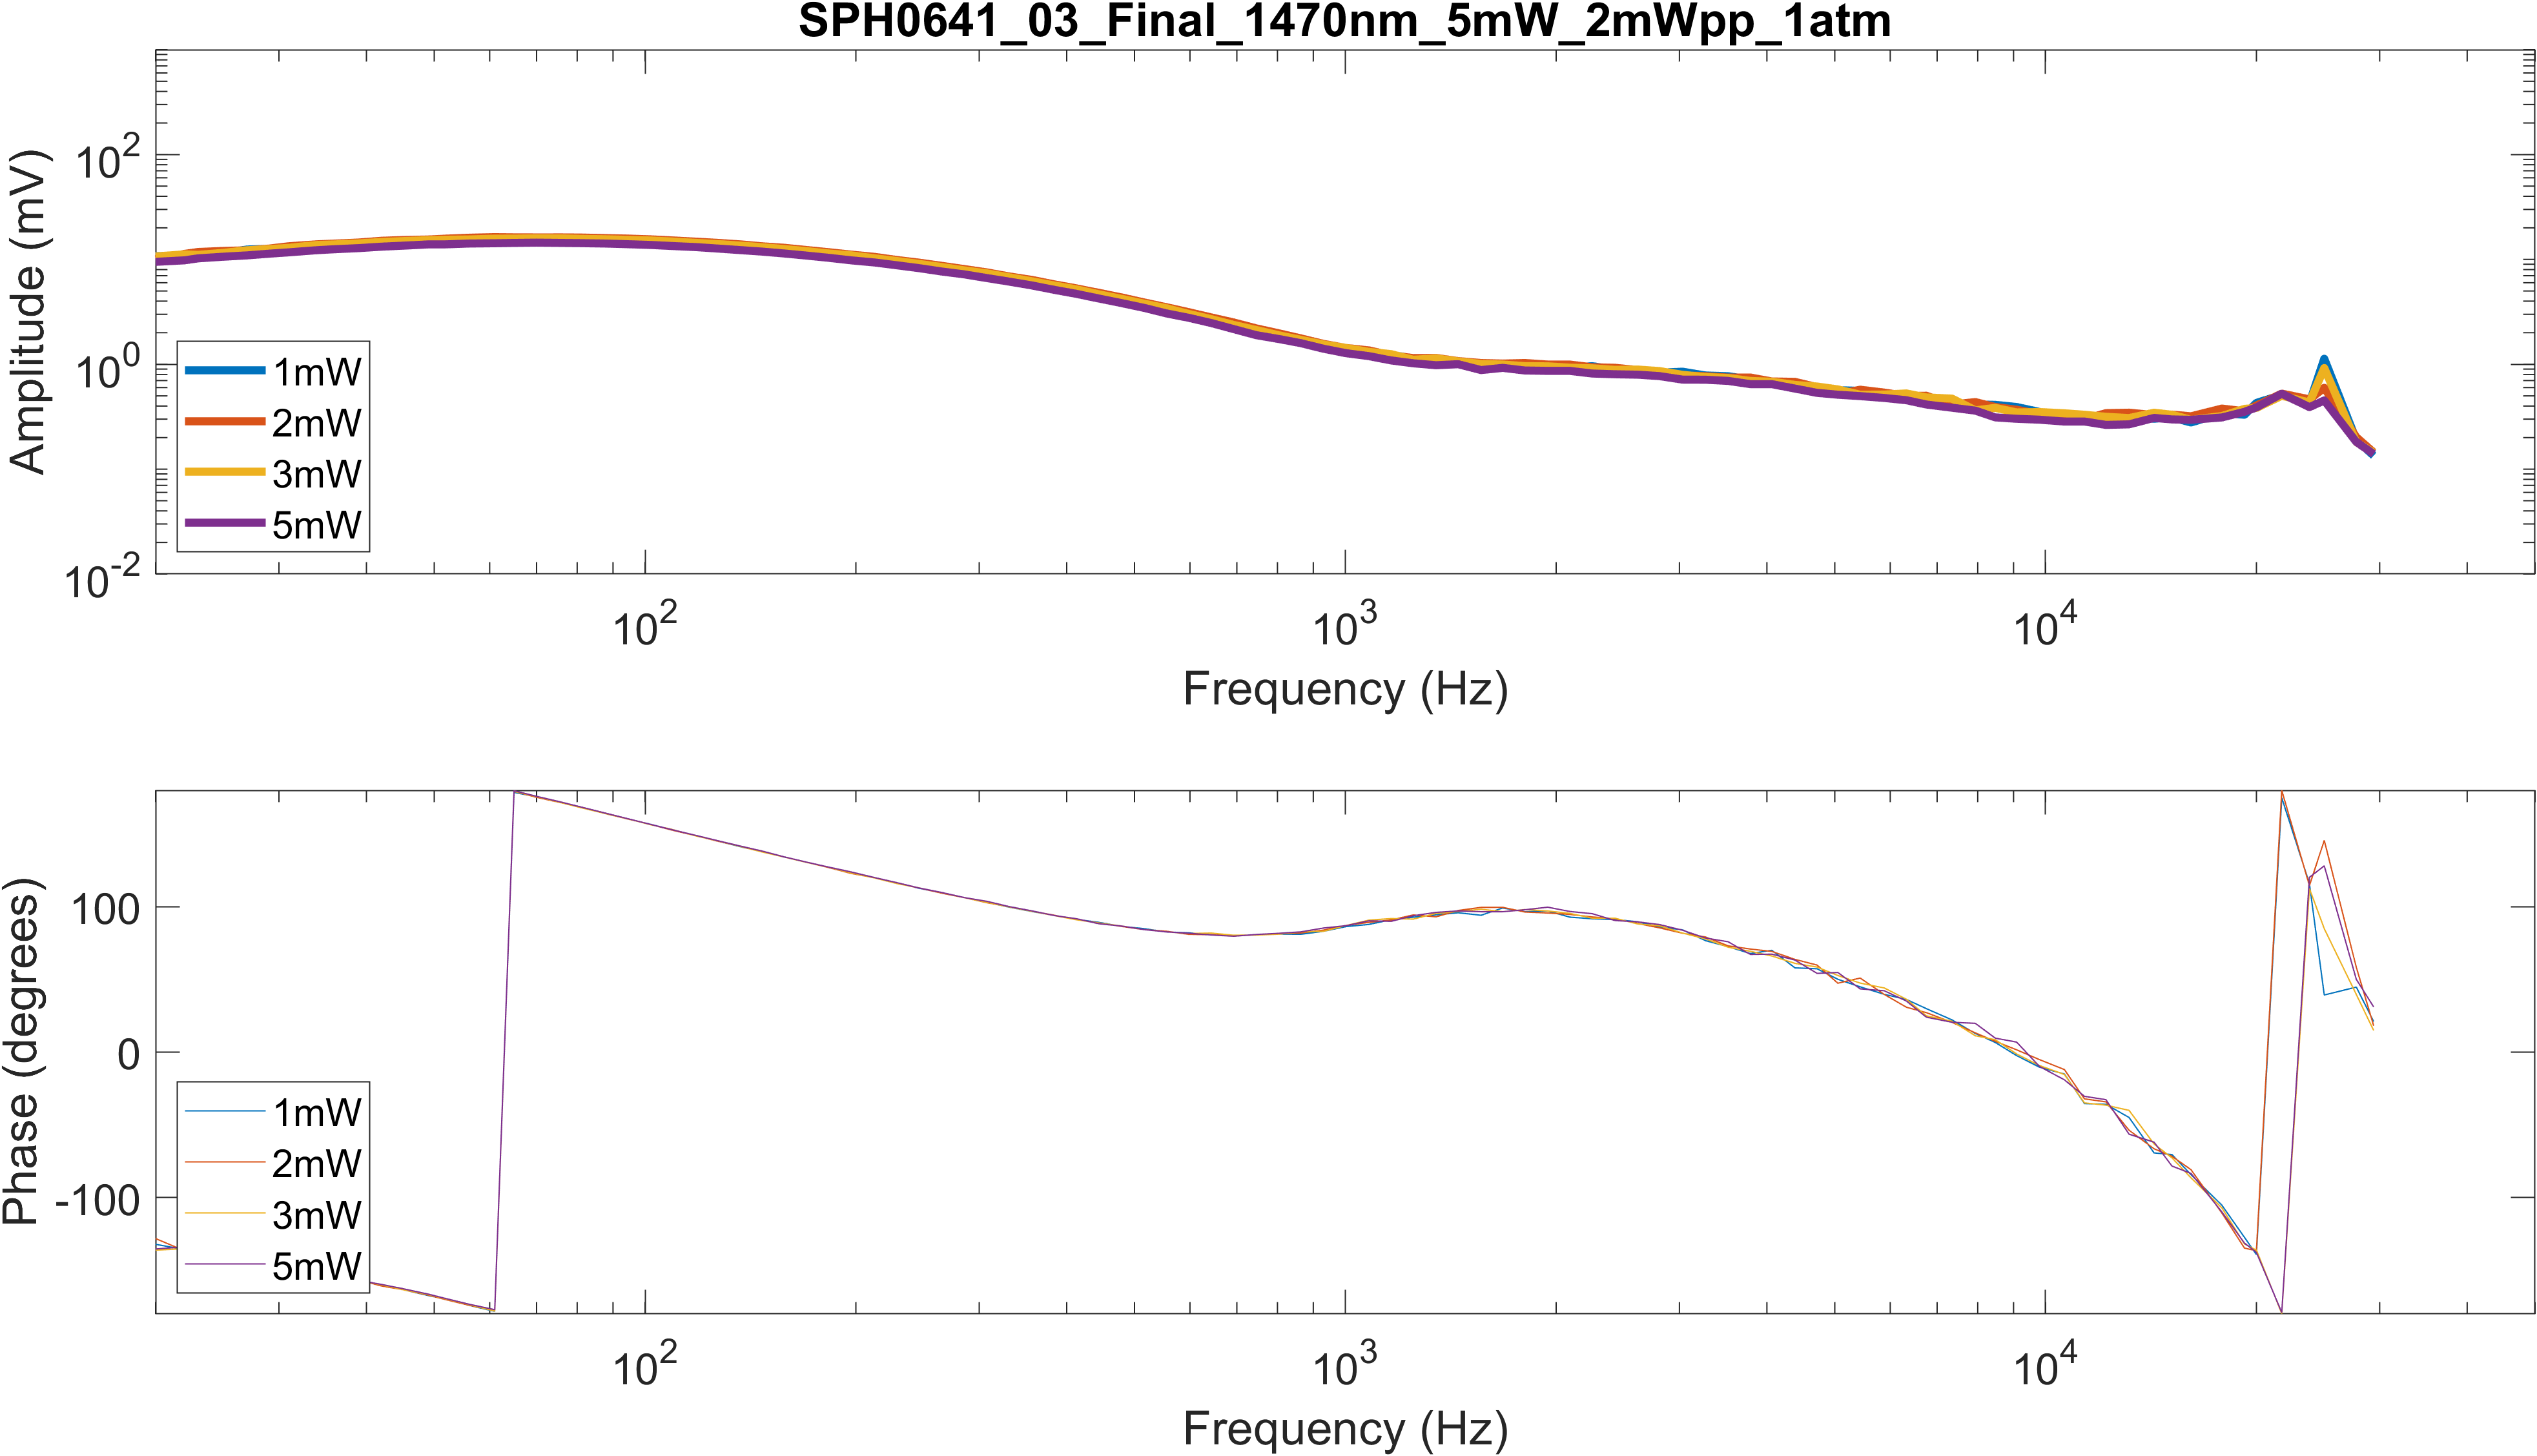 SPH0641_03_Final_1470nm_5mW_2mWpp_1atm
Amplitude (mV)
10^2
10^0
10^-2
1mW
2mW
3mW
5mW
10^2
10^3
10^4
Frequency (Hz)
Phase (degrees)
100
0
-100
1mW
2mW
3mW
5mW
10^2
10^3
10^4
Frequency (Hz)